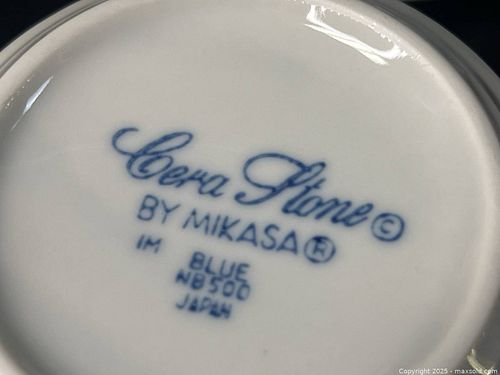 Cera Stone ©
BY MIKASA ®
IM BLUE
NB500
JAPAN
Copyright 2025 - maxsold.com